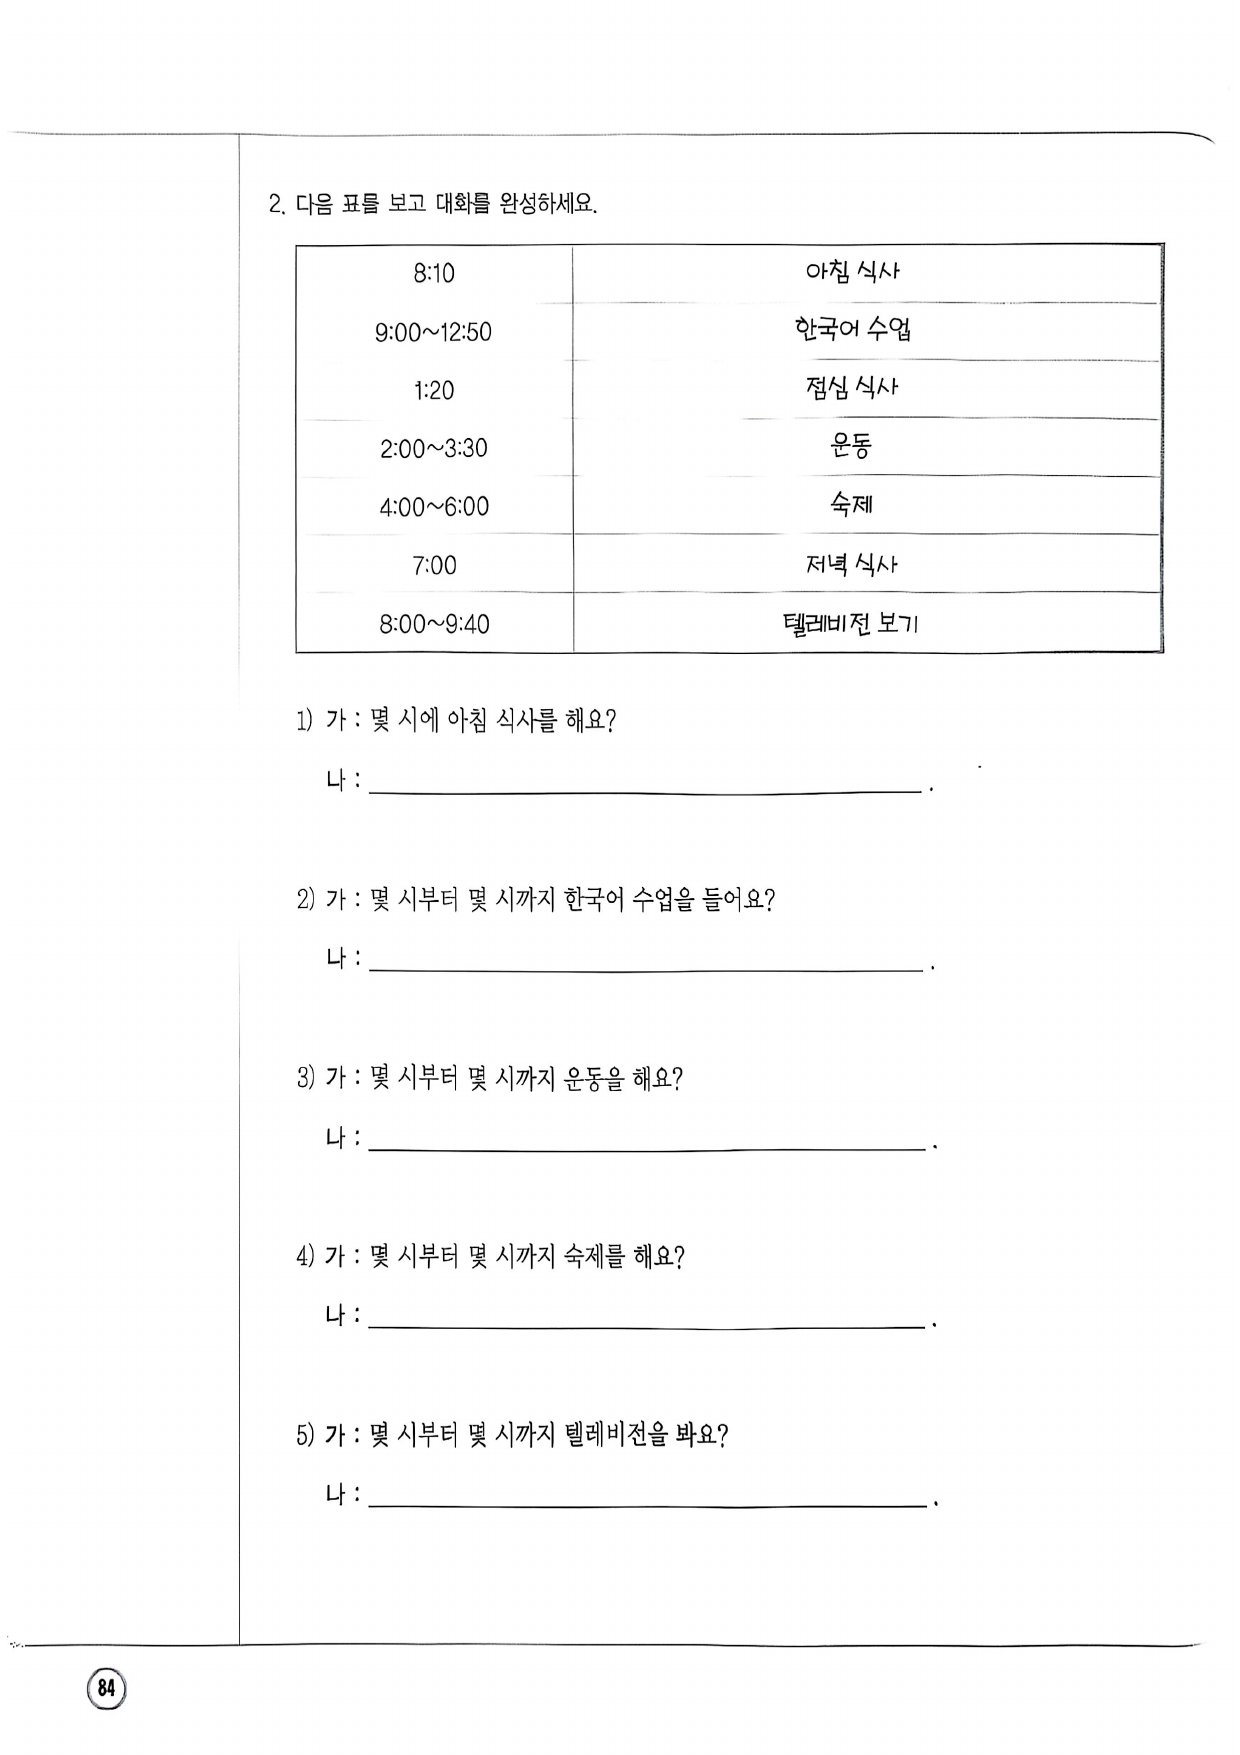 2. 다음 표를 보고 대화를 완성하세요.
8:10 아침 식사
9:00~12:50 한국어 수업
1:20 점심 식사
2:00~3:30 운동
4:00~6:00 숙제
7:00 저녁 식사
8:00~9:40 텔레비전 보기
1) 가 : 몇 시에 아침 식사를 해요?
나 : .
2) 가 : 몇 시부터 몇 시까지 한국어 수업을 들어요?
나 : .
3) 가 : 몇 시부터 몇 시까지 운동을 해요?
나 : .
4) 가 : 몇 시부터 몇 시까지 숙제를 해요?
나 : .
5) 가 : 몇 시부터 몇 시까지 텔레비전을 봐요?
나 : .
84